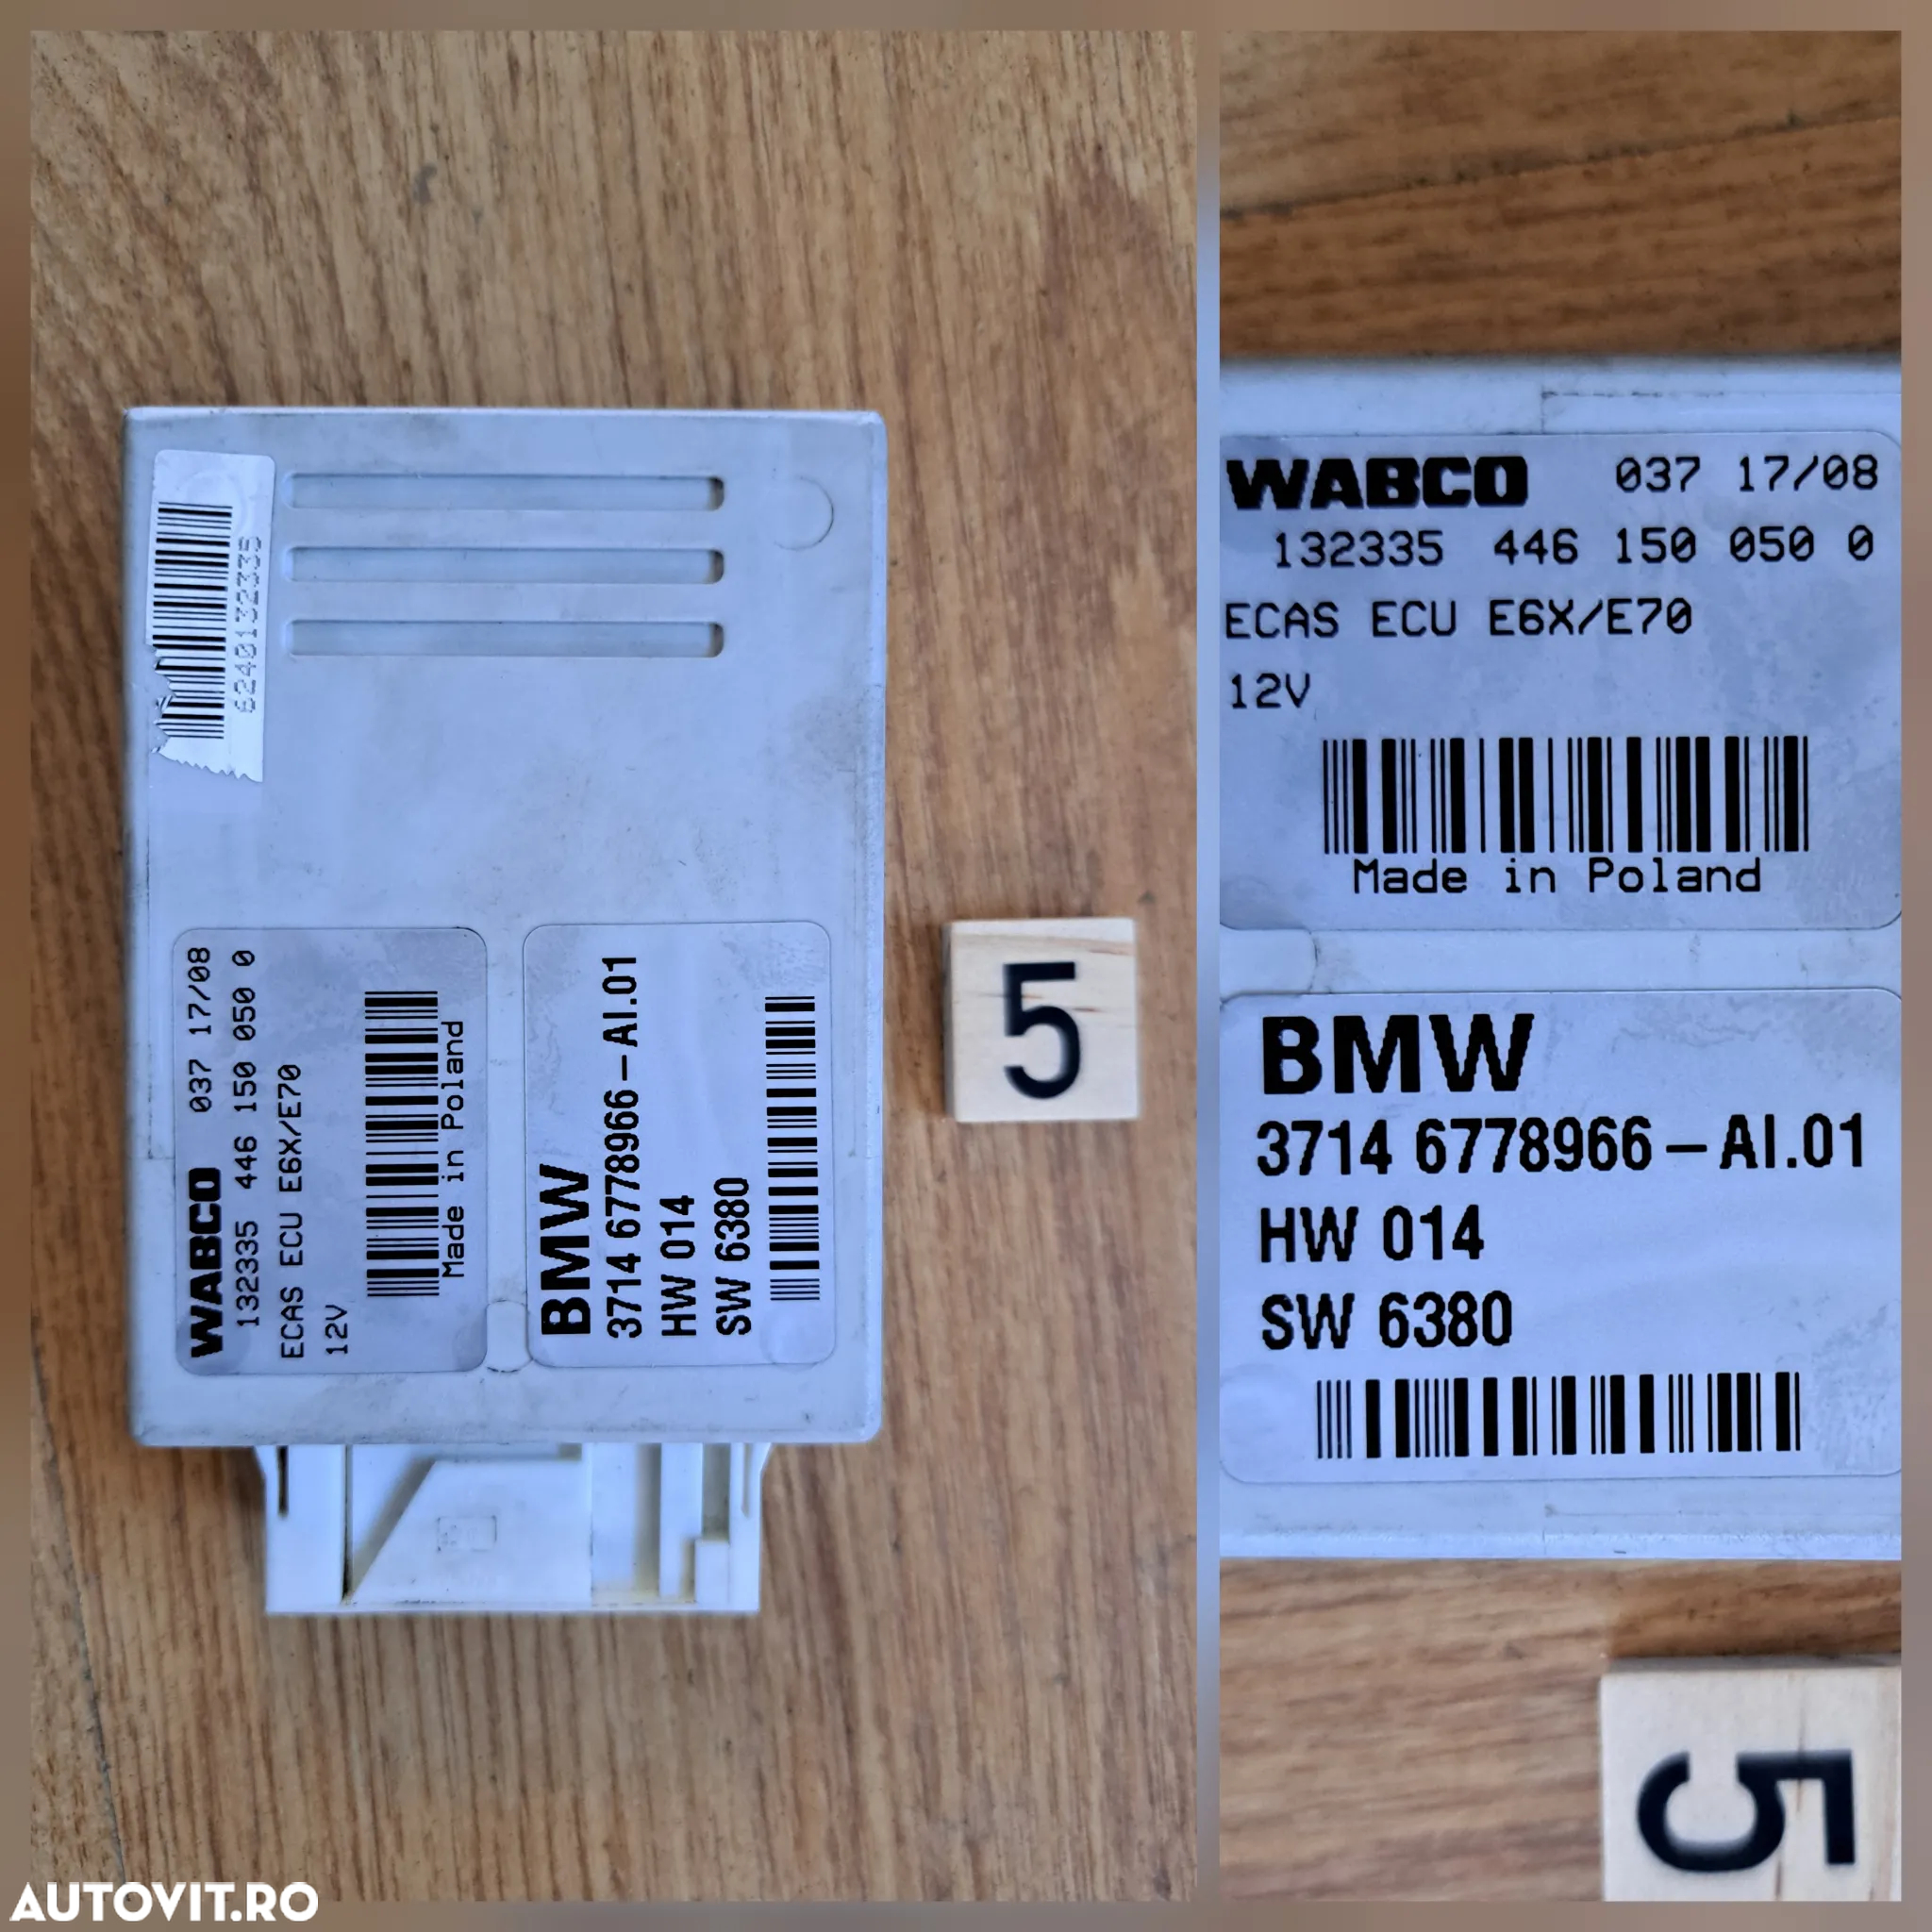 6240132335
WABCO 037 17/08
132335 446 150 050 0
ECAS ECU E6X/E70
12V
Made in Poland
BMW
3714 6778966-AI.01
HW 014
SW 6380
5
WABCO 037 17/08
132335 446 150 050 0
ECAS ECU E6X/E70
12V
Made in Poland
BMW
3714 6778966-AI.01
HW 014
SW 6380
5
AUTOVIT.RO